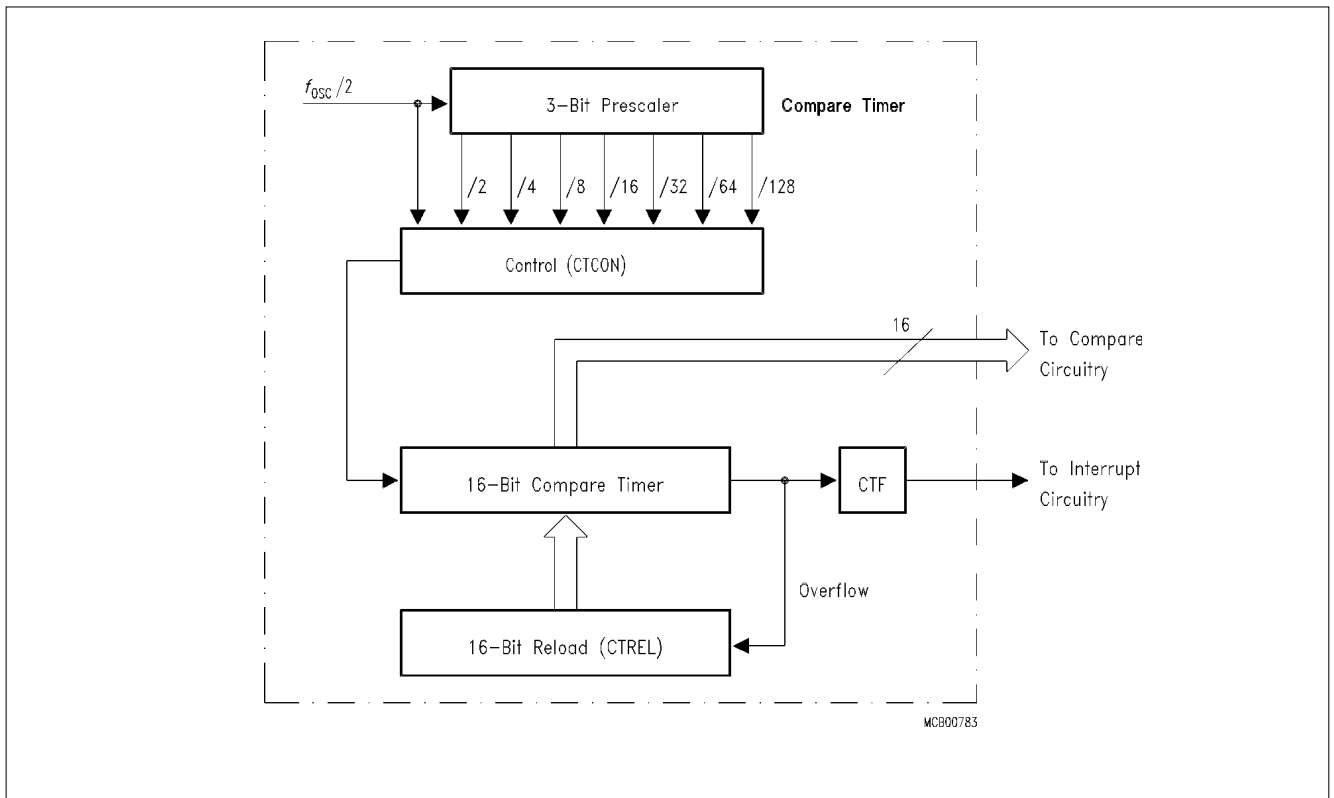 fOSC/2
3-Bit Prescaler
Compare Timer
/2 /4 /8 /16 /32 /64 /128
Control (CTCON)
16
To Compare
Circuitry
16-Bit Compare Timer
CTF
To Interrupt
Circuitry
Overflow
16-Bit Reload (CTREL)
MCB00783